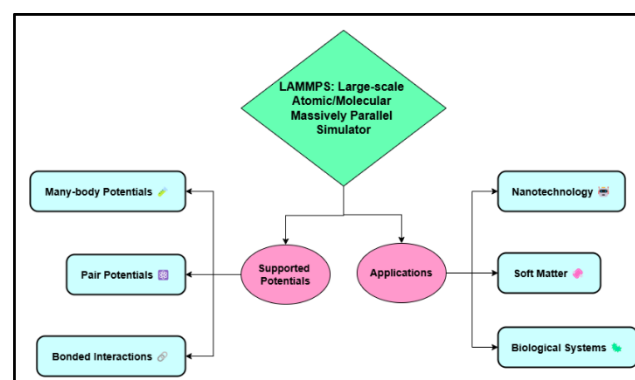 LAMMPS: Large-scale
Atomic/Molecular
Massively Parallel
Simulator
Many-body Potentials
Pair Potentials
Bonded Interactions
Supported
Potentials
Applications
Nanotechnology
Soft Matter
Biological Systems